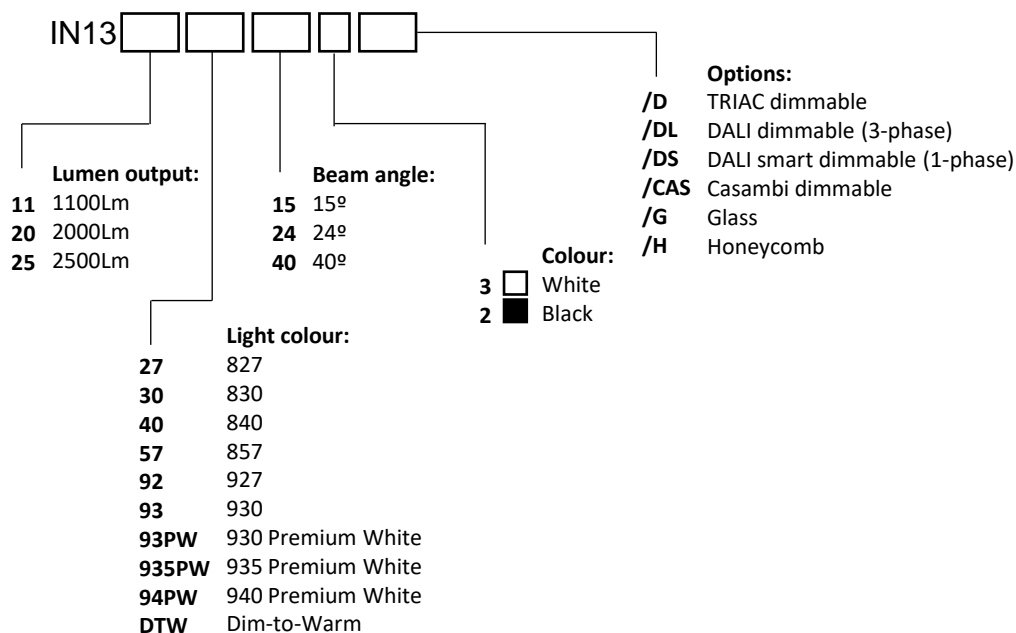 IN13
Options:
/D TRIAC dimmable
/DL DALI dimmable (3-phase)
/DS DALI smart dimmable (1-phase)
/CAS Casambi dimmable
/G Glass
/H Honeycomb
Lumen output:
11 1100Lm
20 2000Lm
25 2500Lm
Beam angle:
15 15º
24 24º
40 40º
Colour:
3 White
2 Black
Light colour:
27 827
30 830
40 840
57 857
92 927
93 930
93PW 930 Premium White
935PW 935 Premium White
94PW 940 Premium White
DTW Dim-to-Warm